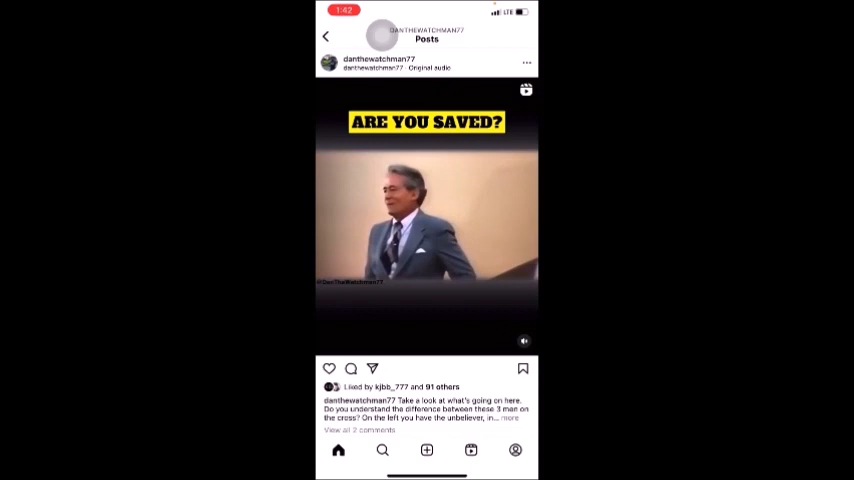 1:42
LTE
DANTHEWATCHMAN77
Posts
danthewatchman77
danthewatchman77 · Original audio
ARE YOU SAVED?
@DanTheWatchman77
Liked by kjbb_777 and 91 others
danthewatchman77 Take a look at what's going on here.
Do you understand the difference between these 3 men on
the cross? On the left you have the unbeliever, in... more
View all 2 comments